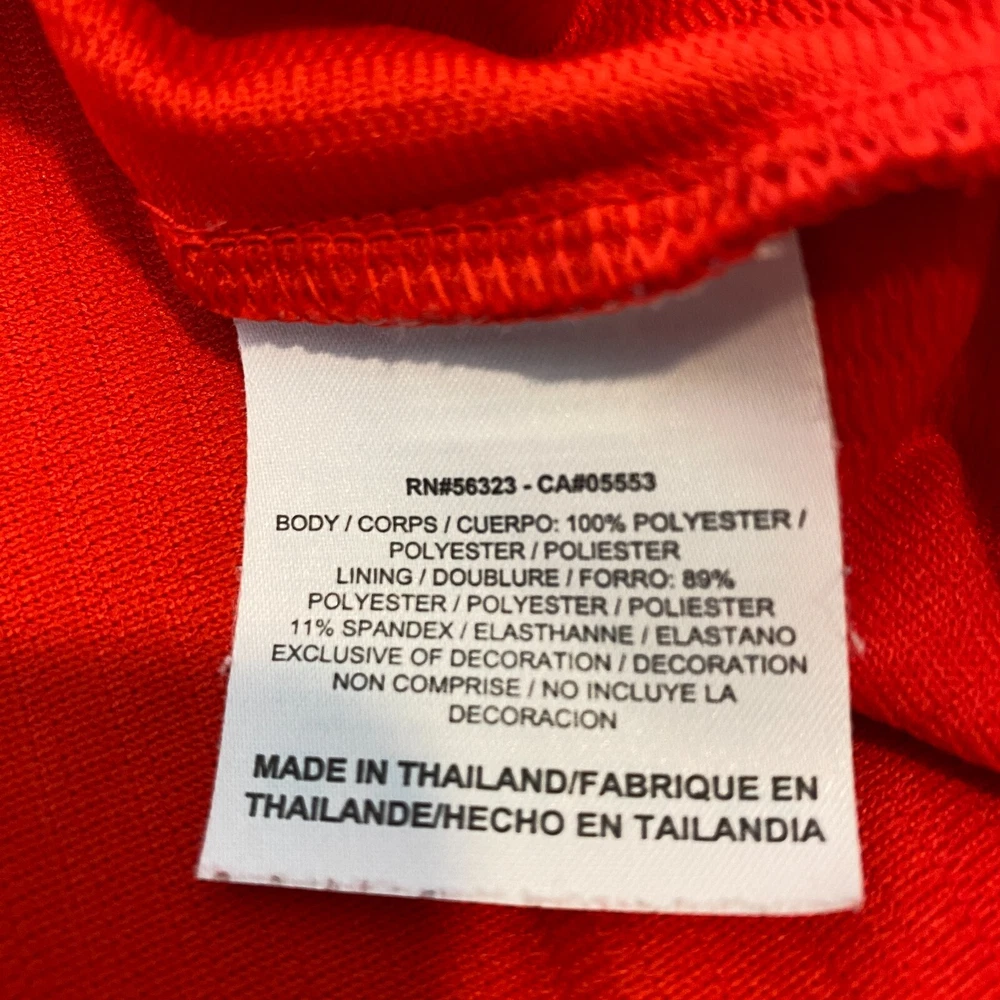 RN#56323 - CA#05553
BODY / CORPS / CUERPO: 100% POLYESTER /
POLYESTER / POLIESTER
LINING / DOUBLURE / FORRO: 89%
POLYESTER / POLYESTER / POLIESTER
11% SPANDEX / ELASTHANNE / ELASTANO
EXCLUSIVE OF DECORATION / DECORATION
NON COMPRISE / NO INCLUYE LA
DECORACION
MADE IN THAILAND/FABRIQUE EN
THAILANDE/HECHO EN TAILANDIA